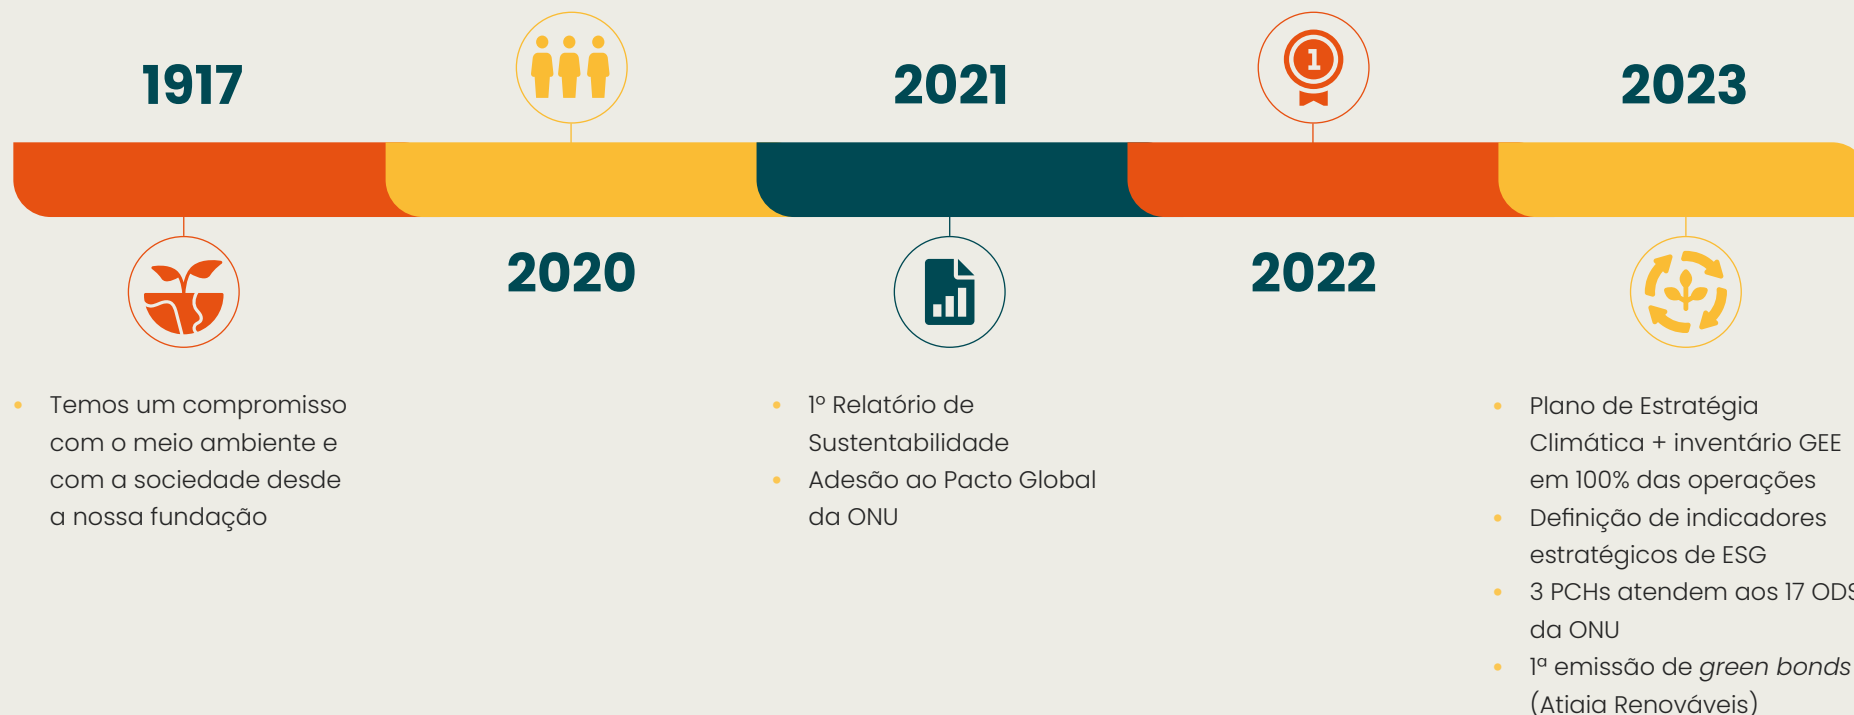 1917
2021
2023
1
2020
2022
• Temos um compromisso
com o meio ambiente e
com a sociedade desde
a nossa fundação
• 1º Relatório de
Sustentabilidade
• Adesão ao Pacto Global
da ONU
• Plano de Estratégia
Climática + inventário GEE
em 100% das operações
• Definição de indicadores
estratégicos de ESG
• 3 PCHs atendem aos 17 ODS
da ONU
• 1ª emissão de green bonds
(Atiaia Renováveis)